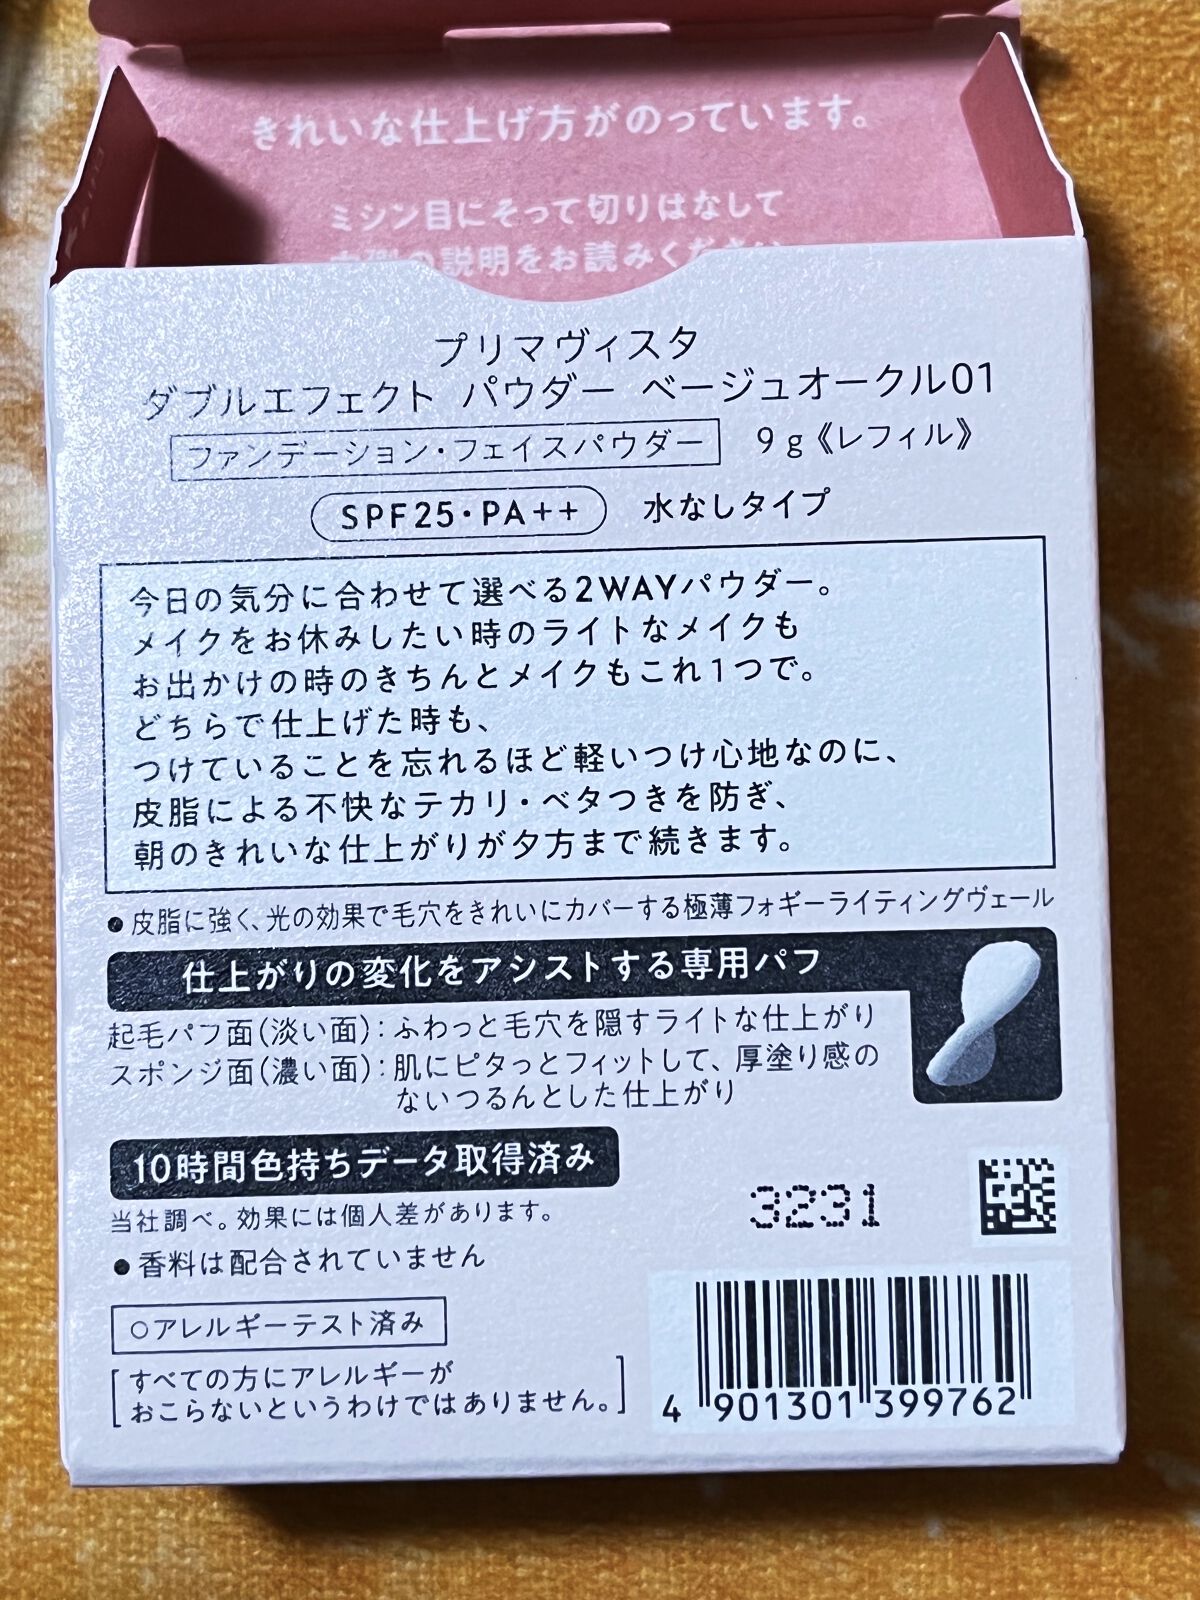 きれいな仕上げ方がのっています。
ミシン目にそって切りはなして
の説明をお読みください
プリマヴィスタ
ダブルエフェクト パウダー ベージュオークル01
ファンデーション・フェイスパウダー 9g《レフィル》
SPF25・PA++ 水なしタイプ
今日の気分に合わせて選べる2WAYパウダー。
メイクをお休みしたい時のライトなメイクも
お出かけの時のきちんとメイクもこれ1つで。
どちらで仕上げた時も、
つけていることを忘れるほど軽いつけ心地なのに、
皮脂による不快なテカリ・ベタつきを防ぎ、
朝のきれいな仕上がりが夕方まで続きます。
●皮脂に強く、光の効果で毛穴をきれいにカバーする極薄フォギーライティングヴェール
仕上がりの変化をアシストする専用パフ
起毛パフ面(淡い面):ふわっと毛穴を隠すライトな仕上がり
スポンジ面(濃い面):肌にピタっとフィットして、厚塗り感の
ないつるんとした仕上がり
10時間色持ちデータ取得済み
当社調べ。効果には個人差があります。
3231
●香料は配合されていません
○アレルギーテスト済み
[すべての方にアレルギーが
おこらないというわけではありません。]
4 901301 399762